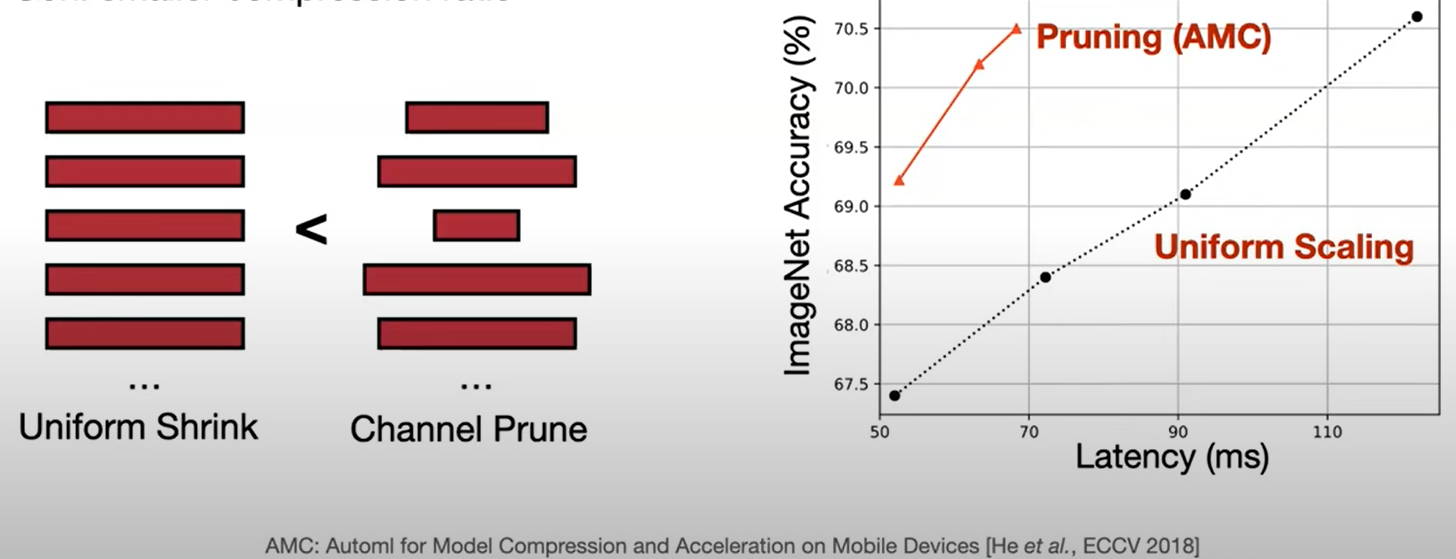 70.5
70.0
69.5
69.0
68.5
68.0
67.5
ImageNet Accuracy (%)
Pruning (AMC)
Uniform Scaling
50 70 90 110
Latency (ms)
<
...
...
Uniform Shrink
Channel Prune
AMC: Automl for Model Compression and Acceleration on Mobile Devices [He et al., ECCV 2018]